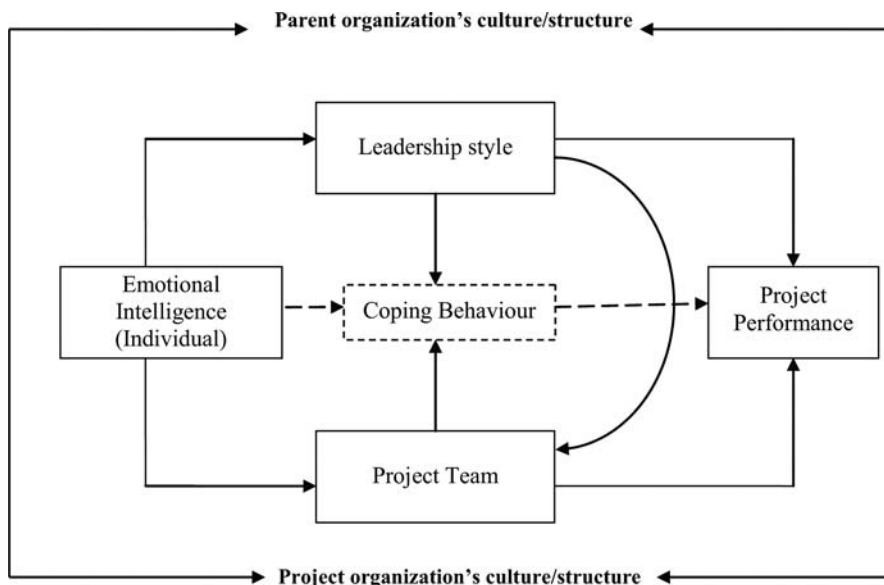 Parent organization's culture/structure
Leadership style
Emotional
Intelligence
(Individual)
Coping Behaviour
Project
Performance
Project Team
Project organization's culture/structure